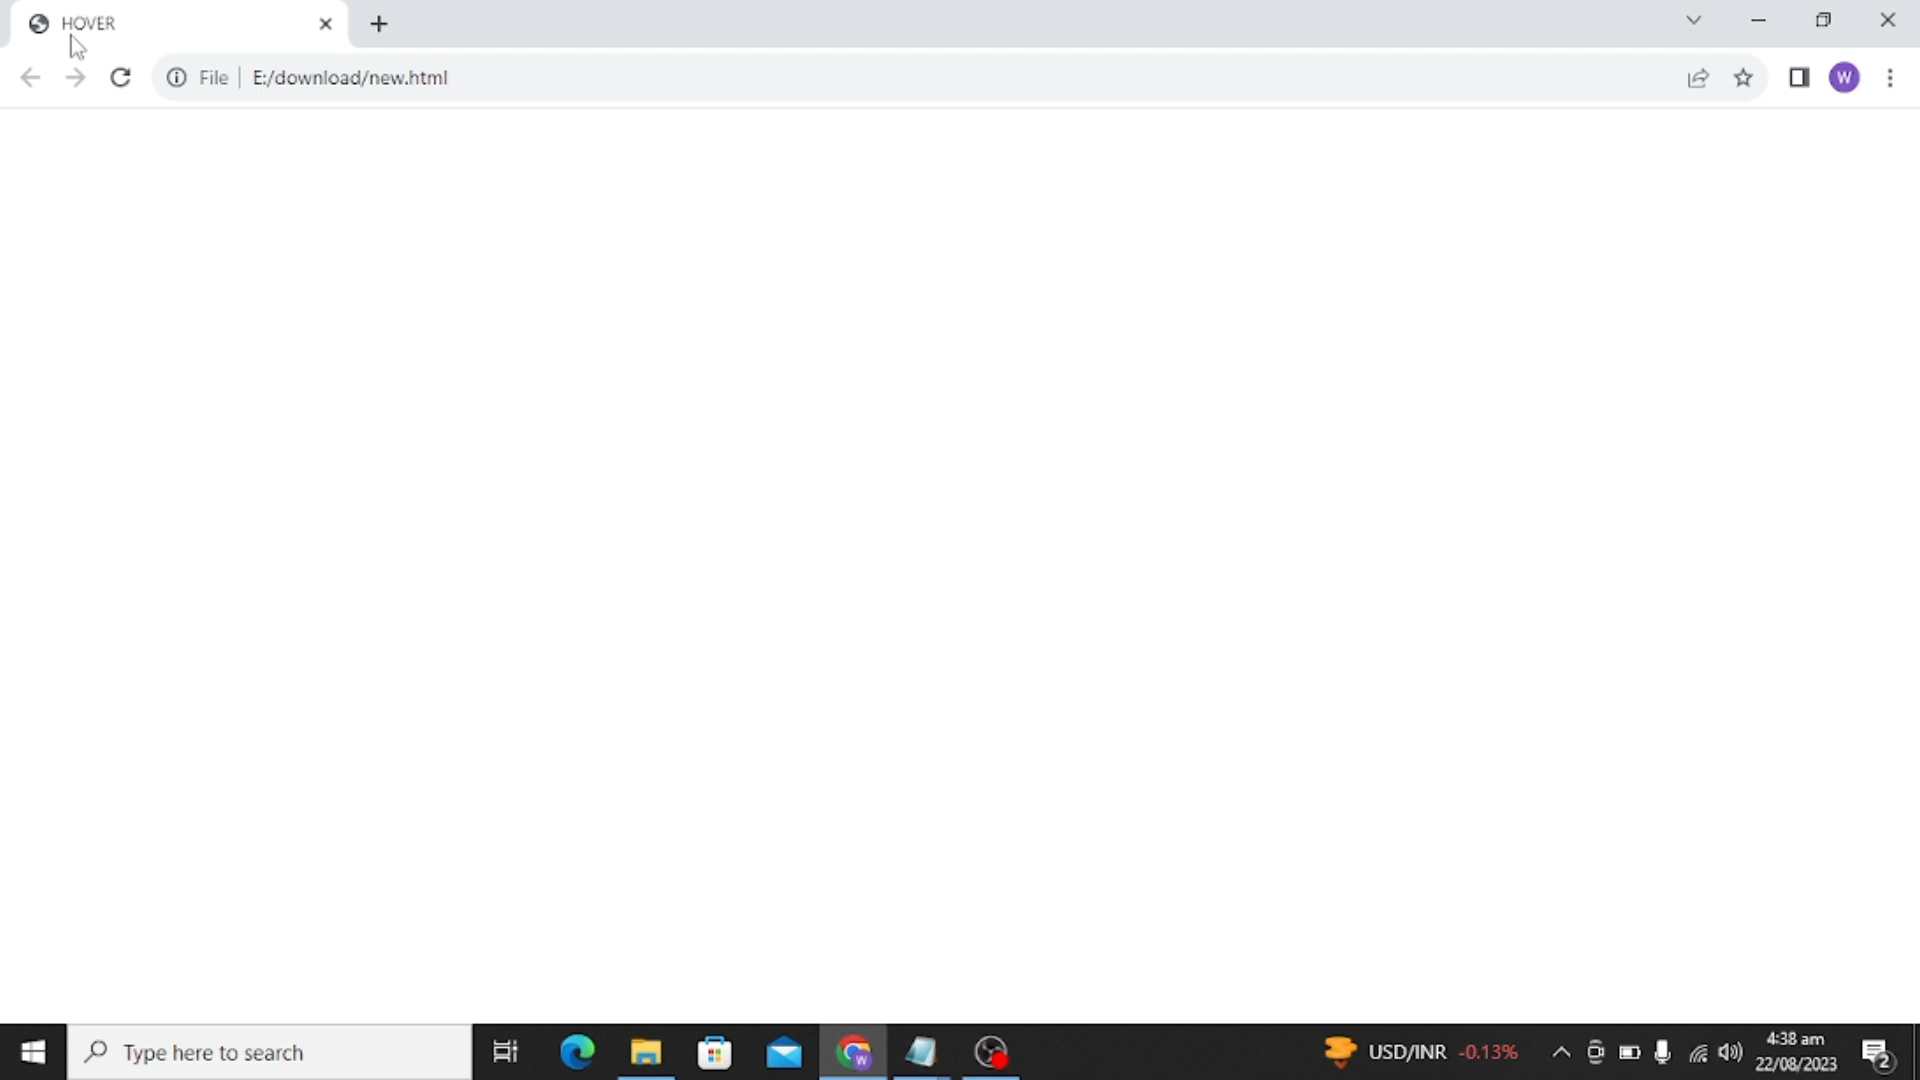 HOVER
File
E:/download/new.html
W
Type here to search
W
USD/INR -0.13%
4:38 am
22/08/2023
2